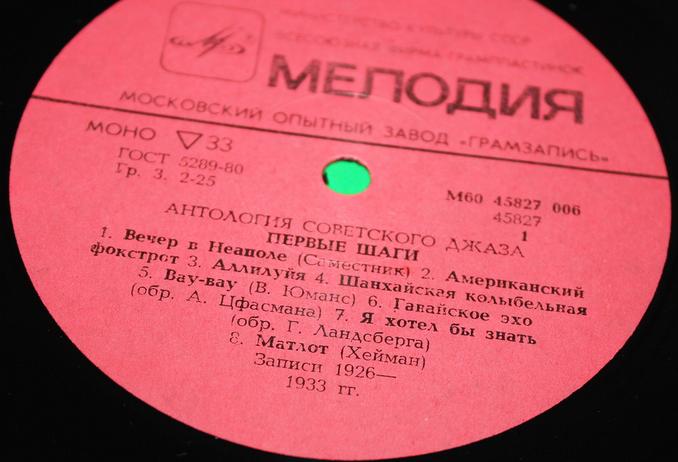 МИНИСТЕРСТВО КУЛЬТУРЫ СССР
ВСЕСОЮЗНАЯ ФИРМА ГРАМПЛАСТИНОК
МЕЛОДИЯ
МОСКОВСКИЙ ОПЫТНЫЙ ЗАВОД «ГРАМЗАПИСЬ»
МОНО 33
ГОСТ 5289-80
Гр. 3. 2-25
М60 45827 006
45827
1
АНТОЛОГИЯ СОВЕТСКОГО ДЖАЗА
ПЕРВЫЕ ШАГИ
1. Вечер в Неаполе (Саместник) 2. Американский
фокстрот 3. Аллилуйя 4. Шанхайская колыбельная
5. Вау-вау (В. Юманс) 6. Гавайское эхо
(обр. А. Цфасмана) 7. Я хотел бы знать
(обр. Г. Ландсберга)
8. Матлот (Хейман)
Записи 1926—
1933 гг.